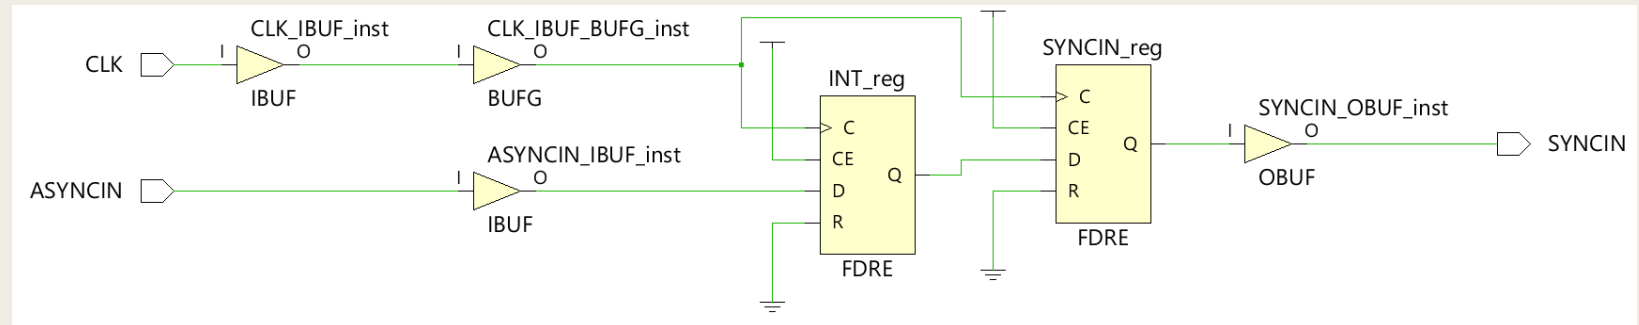 CLK
I
CLK_IBUF_inst
O
IBUF
I
CLK_IBUF_BUFG_inst
O
BUFG
ASYNCIN
I
ASYNCIN_IBUF_inst
O
IBUF
INT_reg
C
CE
D
R
Q
FDRE
SYNCIN_reg
C
CE
D
R
Q
FDRE
I
SYNCIN_OBUF_inst
O
OBUF
SYNCIN